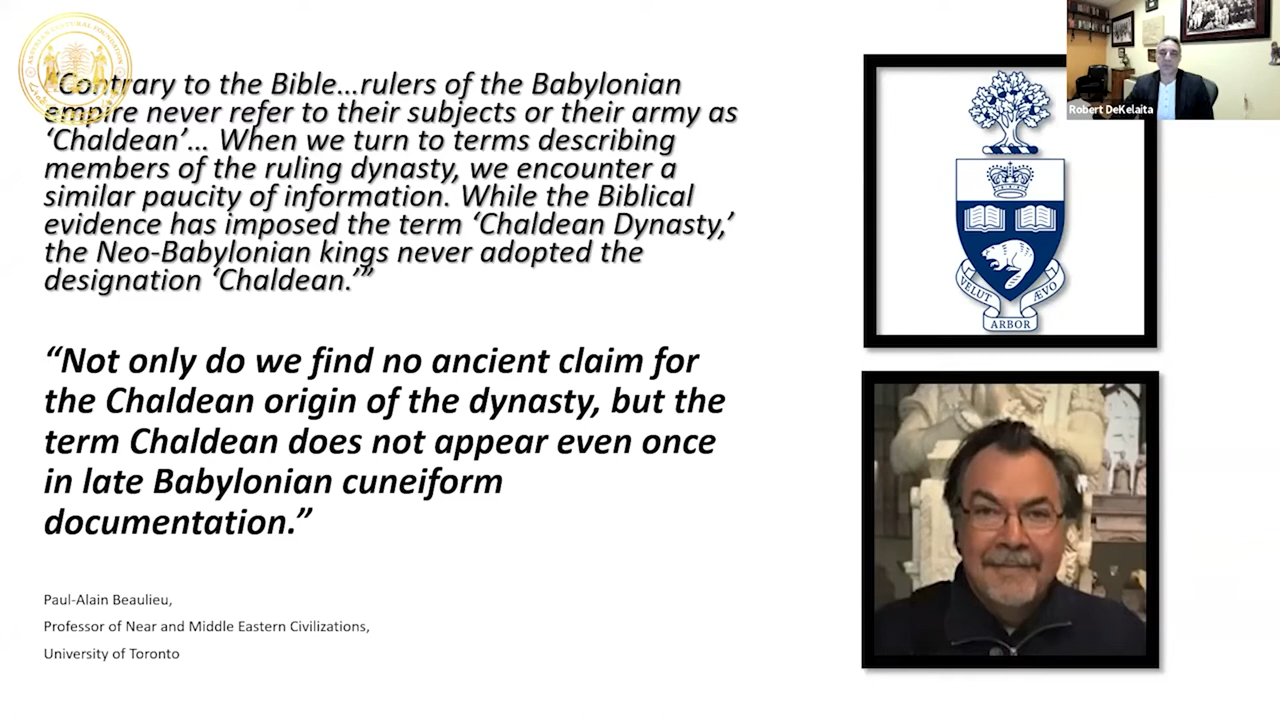 “Contrary to the Bible…rulers of the Babylonian
empire never refer to their subjects or their army as
‘Chaldean’… When we turn to terms describing
members of the ruling dynasty, we encounter a
similar paucity of information. While the Biblical
evidence has imposed the term ‘Chaldean Dynasty,’
the Neo-Babylonian kings never adopted the
designation ‘Chaldean.’”
“Not only do we find no ancient claim for
the Chaldean origin of the dynasty, but the
term Chaldean does not appear even once
in late Babylonian cuneiform
documentation.”
Paul-Alain Beaulieu,
Professor of Near and Middle Eastern Civilizations,
University of Toronto
VELUT
ÆVO
ARBOR
Robert DeKelaita
ASSYRIAN CULTURAL FOUNDATION